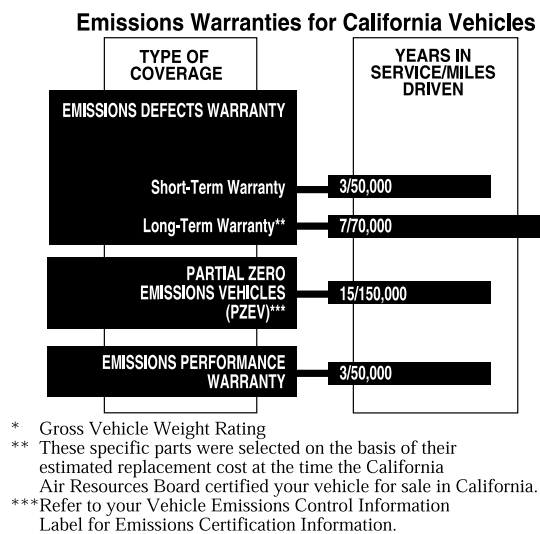 Emissions Warranties for California Vehicles
TYPE OF
COVERAGE
YEARS IN
SERVICE/MILES
DRIVEN
EMISSIONS DEFECTS WARRANTY
Short-Term Warranty
3/50,000
Long-Term Warranty**
7/70,000
PARTIAL ZERO
EMISSIONS VEHICLES
(PZEV)***
15/150,000
EMISSIONS PERFORMANCE
WARRANTY
3/50,000
* Gross Vehicle Weight Rating
** These specific parts were selected on the basis of their
estimated replacement cost at the time the California
Air Resources Board certified your vehicle for sale in California.
***Refer to your Vehicle Emissions Control Information
Label for Emissions Certification Information.